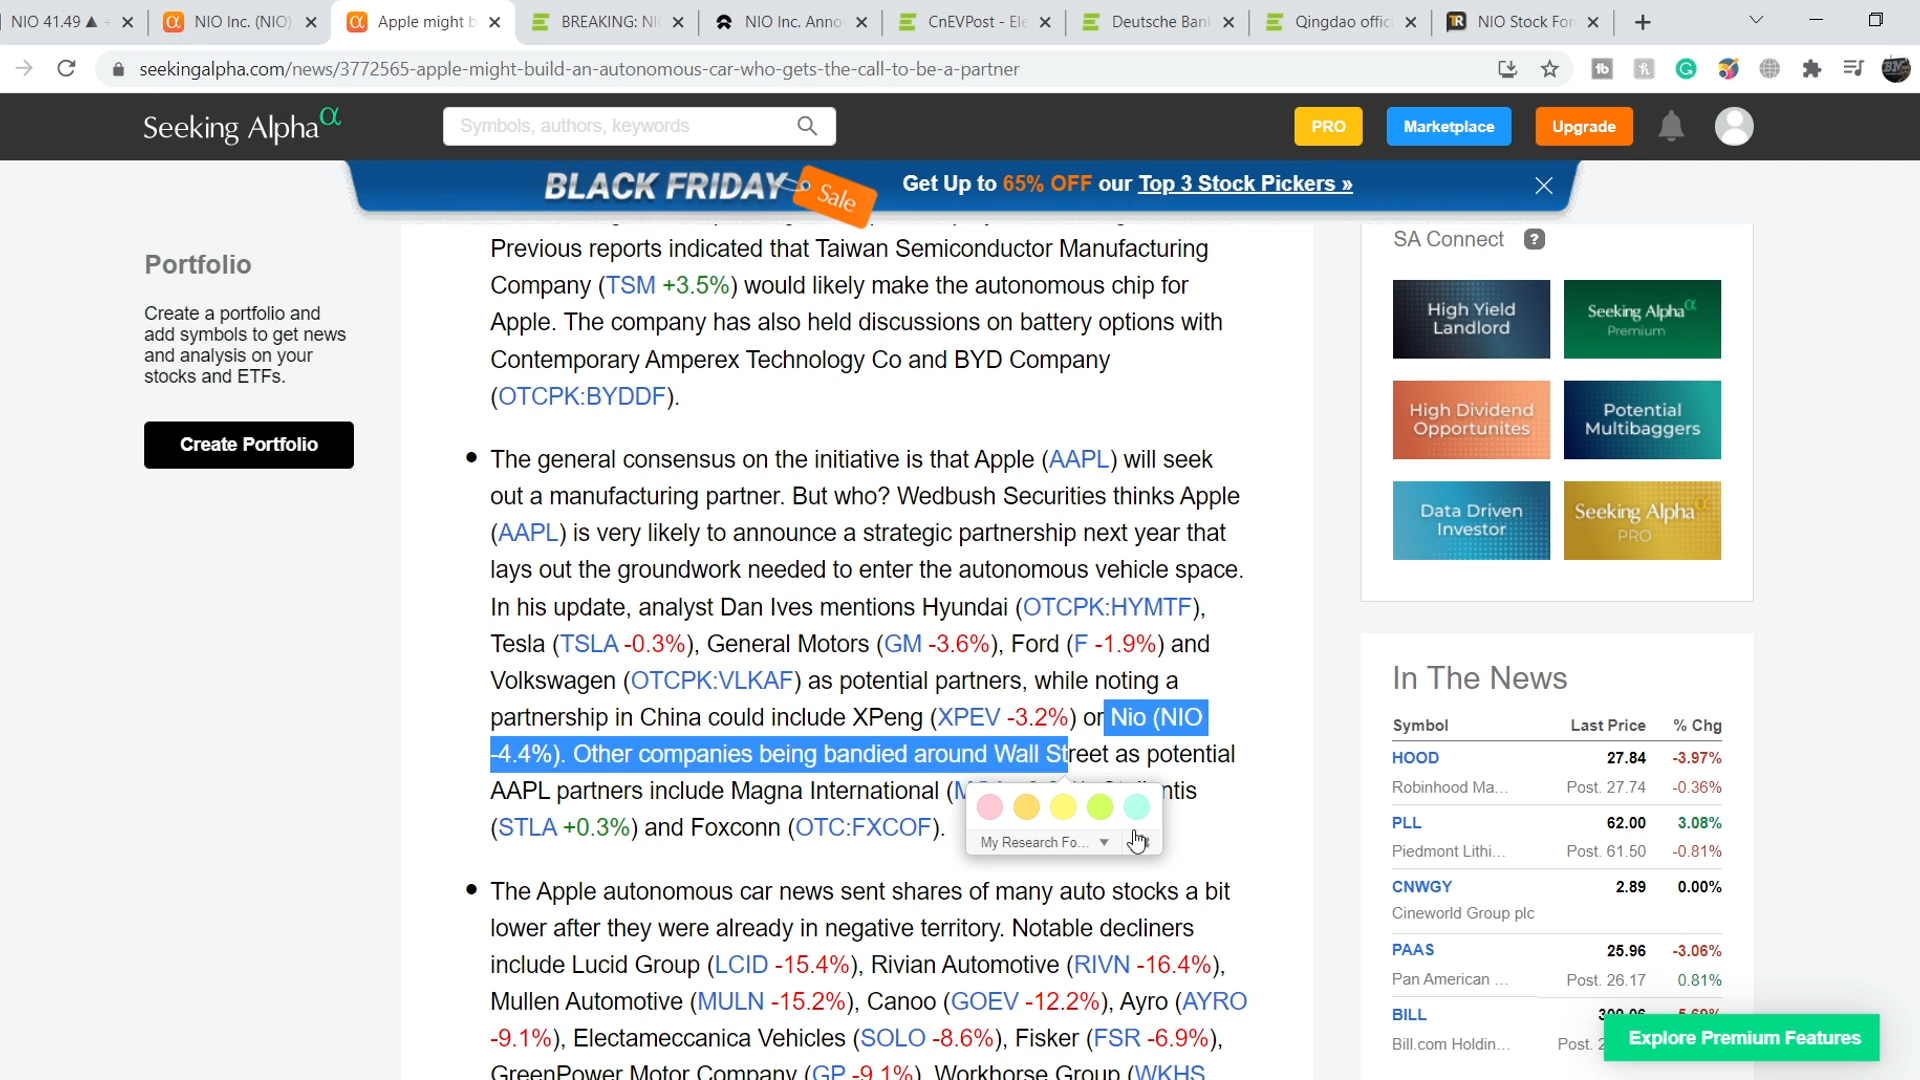 NIO 41.49 ▲
NIO Inc. (NIO)
Apple might b
BREAKING: NI
NIO Inc. Anno
CnEVPost - Ele
Deutsche Bank
Qingdao offic
NIO Stock For
seekingalpha.com/news/3772565-apple-might-build-an-autonomous-car-who-gets-the-call-to-be-a-partner
Seeking Alpha α
Symbols, authors, keywords
PRO
Marketplace
Upgrade
BLACK FRIDAY Sale
Get Up to 65% OFF our Top 3 Stock Pickers »
Portfolio
Create a portfolio and
add symbols to get news
and analysis on your
stocks and ETFs.
Create Portfolio
Previous reports indicated that Taiwan Semiconductor Manufacturing
Company (TSM +3.5%) would likely make the autonomous chip for
Apple. The company has also held discussions on battery options with
Contemporary Amperex Technology Co and BYD Company
(OTCPK:BYDDF).
• The general consensus on the initiative is that Apple (AAPL) will seek
out a manufacturing partner. But who? Wedbush Securities thinks Apple
(AAPL) is very likely to announce a strategic partnership next year that
lays out the groundwork needed to enter the autonomous vehicle space.
In his update, analyst Dan Ives mentions Hyundai (OTCPK:HYMTF),
Tesla (TSLA -0.3%), General Motors (GM -3.6%), Ford (F -1.9%) and
Volkswagen (OTCPK:VLKAF) as potential partners, while noting a
partnership in China could include XPeng (XPEV -3.2%) or Nio (NIO
-4.4%). Other companies being bandied around Wall Street as potential
AAPL partners include Magna International (
(STLA +0.3%) and Foxconn (OTC:FXCOF).
My Research Fo...
• The Apple autonomous car news sent shares of many auto stocks a bit
lower after they were already in negative territory. Notable decliners
include Lucid Group (LCID -15.4%), Rivian Automotive (RIVN -16.4%),
Mullen Automotive (MULN -15.2%), Canoo (GOEV -12.2%), Ayro (AYRO
-9.1%), Electameccanica Vehicles (SOLO -8.6%), Fisker (FSR -6.9%),
GreenPower Motor Company (GP -9.1%), Workhorse Group (WKHS
SA Connect ?
High Yield
Landlord
Seeking Alpha α
Premium
High Dividend
Opportunites
Potential
Multibaggers
Data Driven
Investor
Seeking Alpha α
PRO
In The News
Symbol Last Price % Chg
HOOD 27.84 -3.97%
Robinhood Ma... Post. 27.74 -0.36%
PLL 62.00 3.08%
Piedmont Lithi... Post. 61.50 -0.81%
CNWGY 2.89 0.00%
Cineworld Group plc
PAAS 25.96 -3.06%
Pan American ... Post. 26.17 0.81%
BILL
Bill.com Holdin... Post.
Explore Premium Features